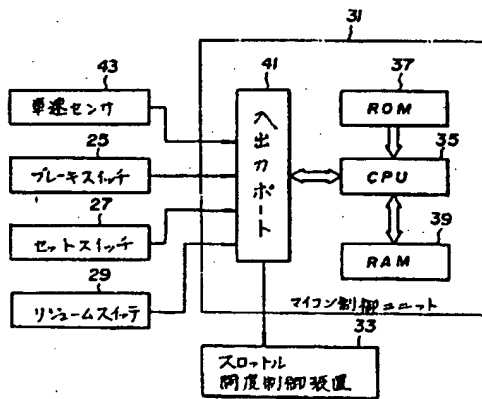 31
43
車速センサ
25
ブレーキスイッチ
27
セットスイッチ
29
リジュームスイッチ
41
入出力ポート
37
ROM
35
CPU
39
RAM
マイコン制御ユニット
33
スロットル
開度制御装置